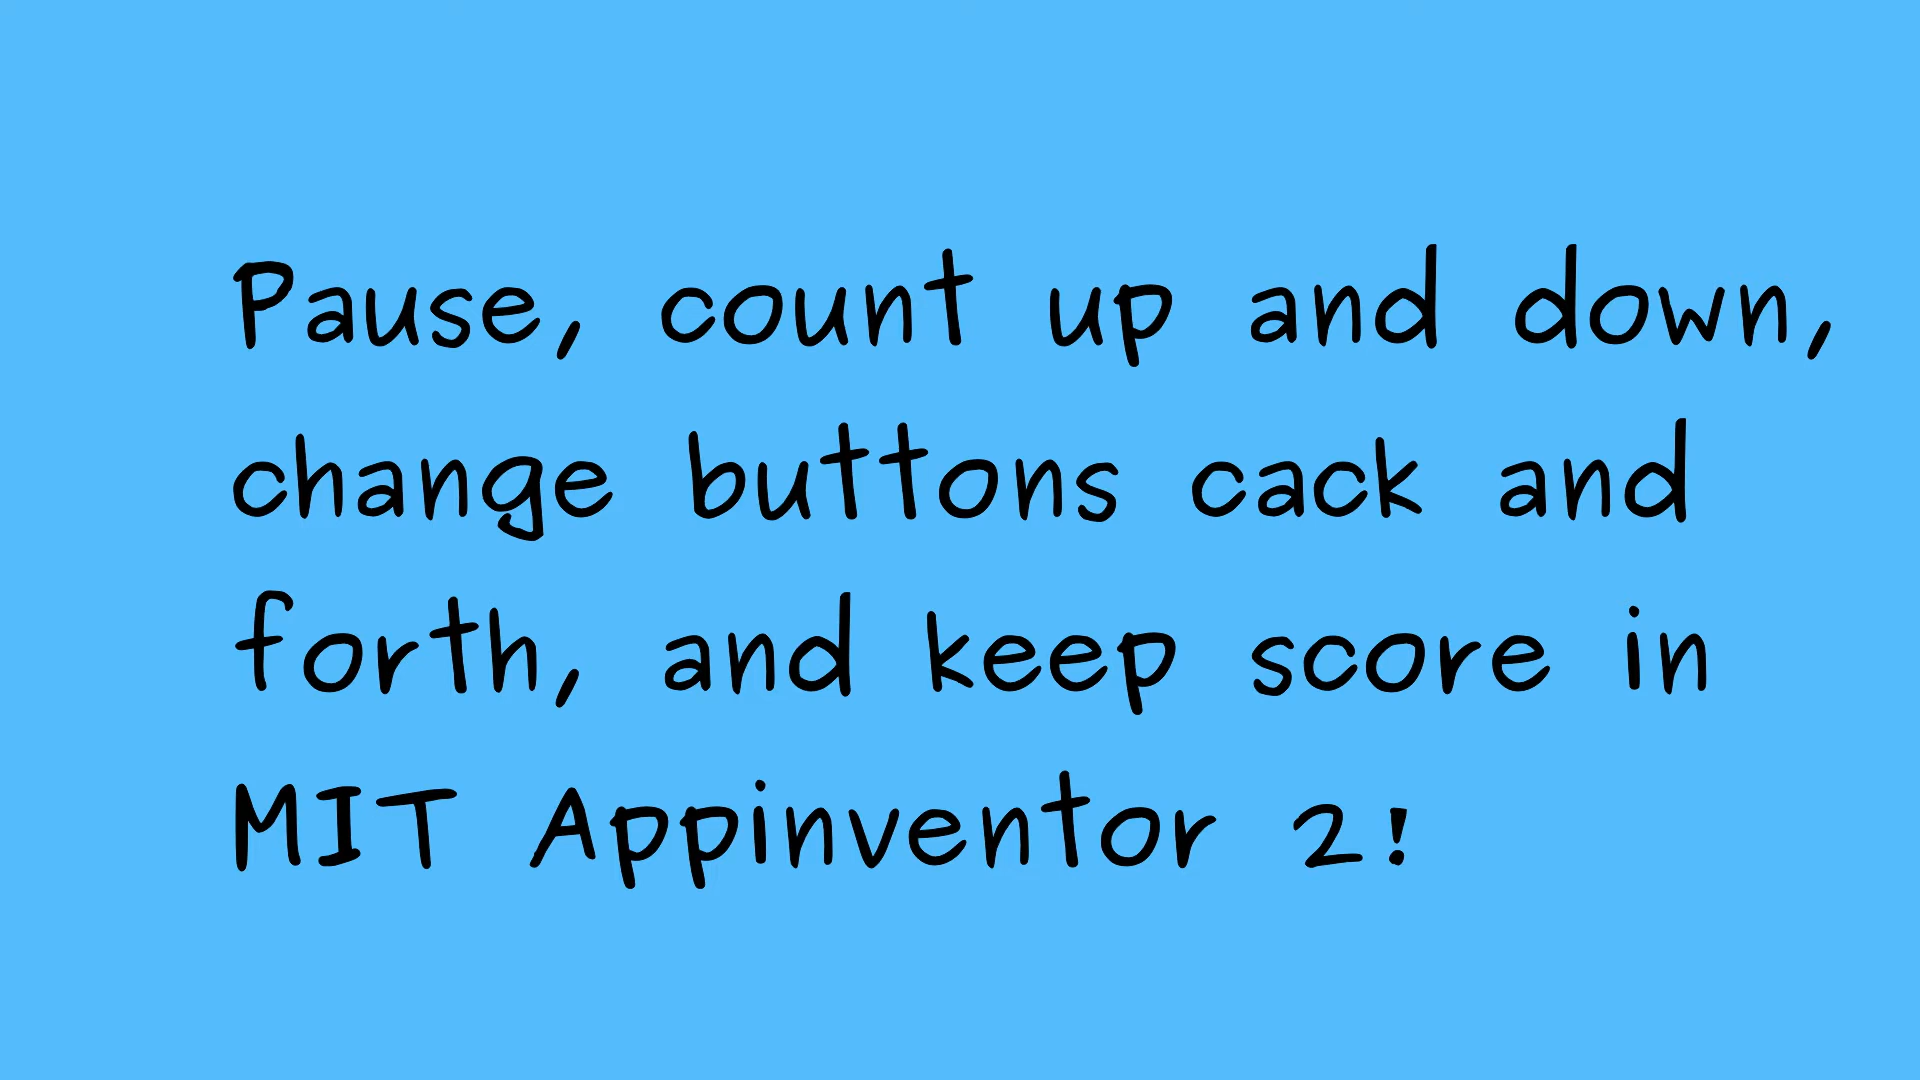 Pause, count up and down,
change buttons cack and
forth, and keep score in
MIT Appinventor 2!